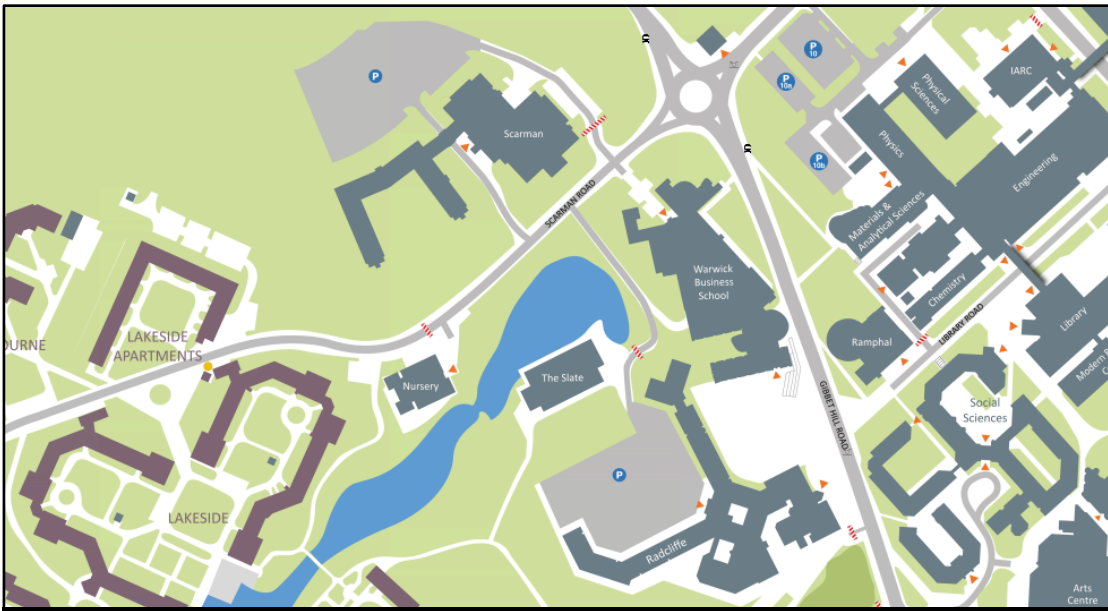 P
P
10
P
10a
P
10b
IARC
Physical
Sciences
Physics
Engineering
Scarman
SCARMAN ROAD
Materials &
Analytical Sciences
Warwick
Business
School
Chemistry
LIBRARY ROAD
Library
Modern
Ramphal
LAKESIDE
APARTMENTS
Nursery
The Slate
GIBBET HILL ROAD
Social
Sciences
P
LAKESIDE
Radcliffe
Arts
Centre